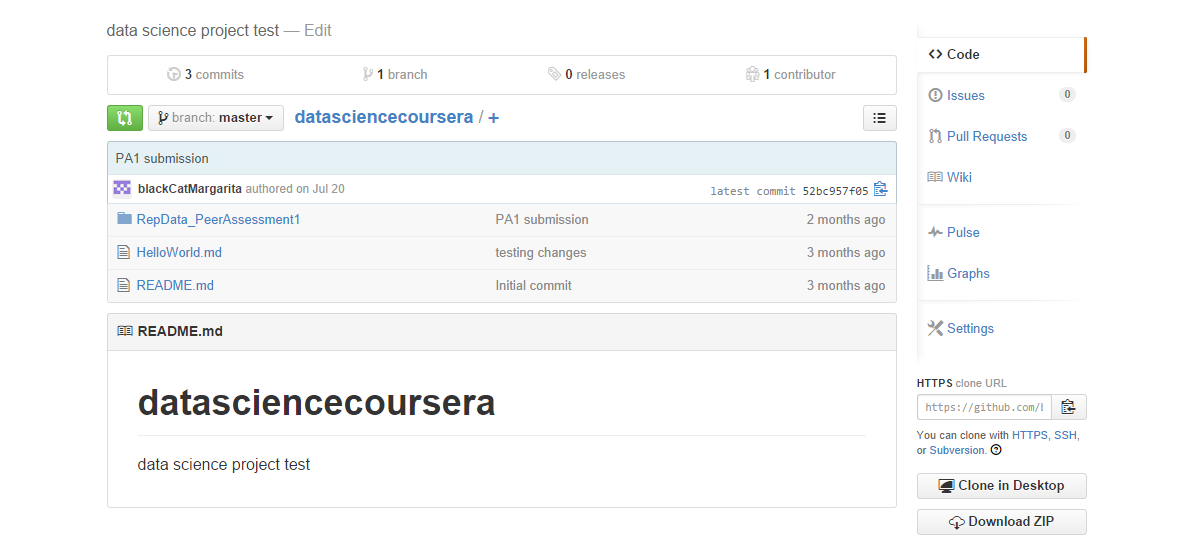 data science project test — Edit
3 commits 1 branch 0 releases 1 contributor
branch: master datasciencecoursera / +
PA1 submission
blackCatMargarita authored on Jul 20 latest commit 52bc957f05
RepData_PeerAssessment1 PA1 submission 2 months ago
HelloWorld.md testing changes 3 months ago
README.md Initial commit 3 months ago
README.md
datasciencecoursera
data science project test
Code
Issues 0
Pull Requests 0
Wiki
Pulse
Graphs
Settings
HTTPS clone URL
https://github.com/b
You can clone with HTTPS, SSH,
or Subversion.
Clone in Desktop
Download ZIP